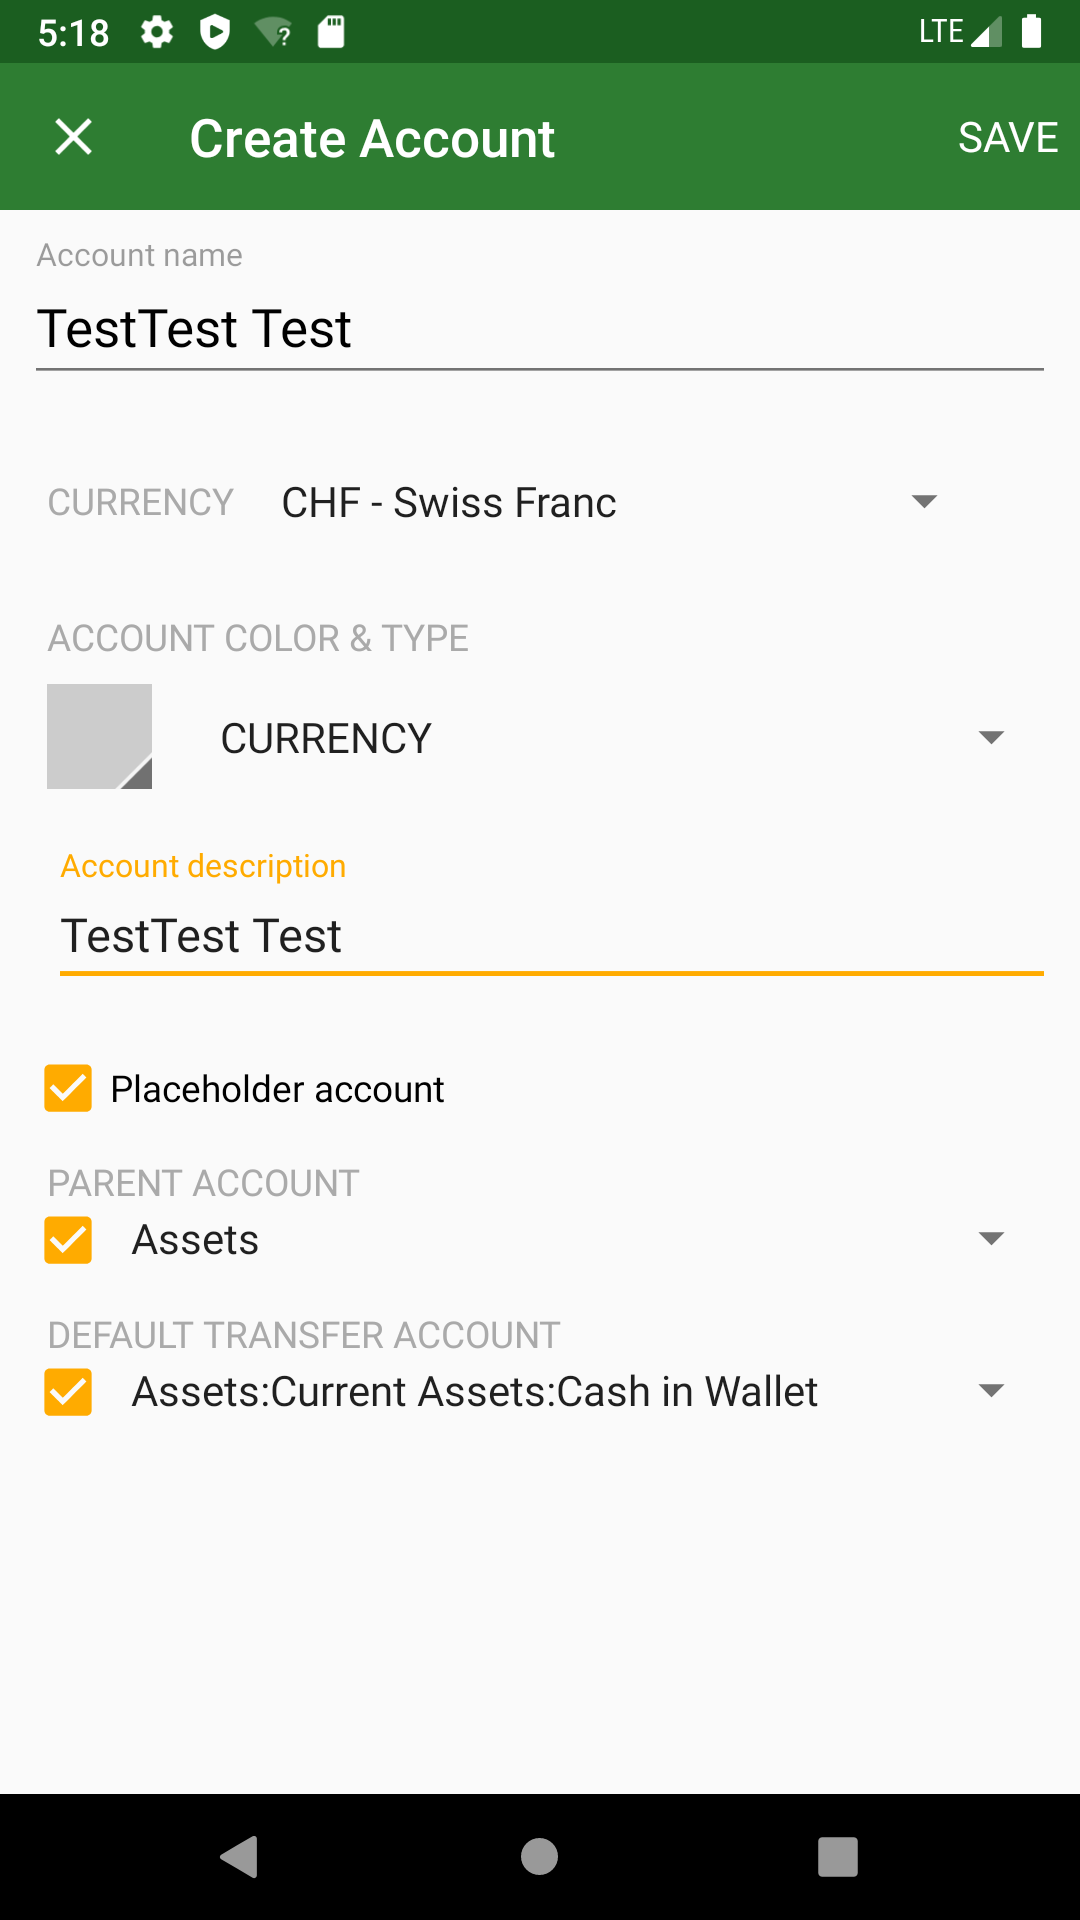 5:18
LTE
Create Account
SAVE
Account name
TestTest Test
CURRENCY CHF - Swiss Franc
ACCOUNT COLOR & TYPE
CURRENCY
Account description
TestTest Test
Placeholder account
PARENT ACCOUNT
Assets
DEFAULT TRANSFER ACCOUNT
Assets:Current Assets:Cash in Wallet